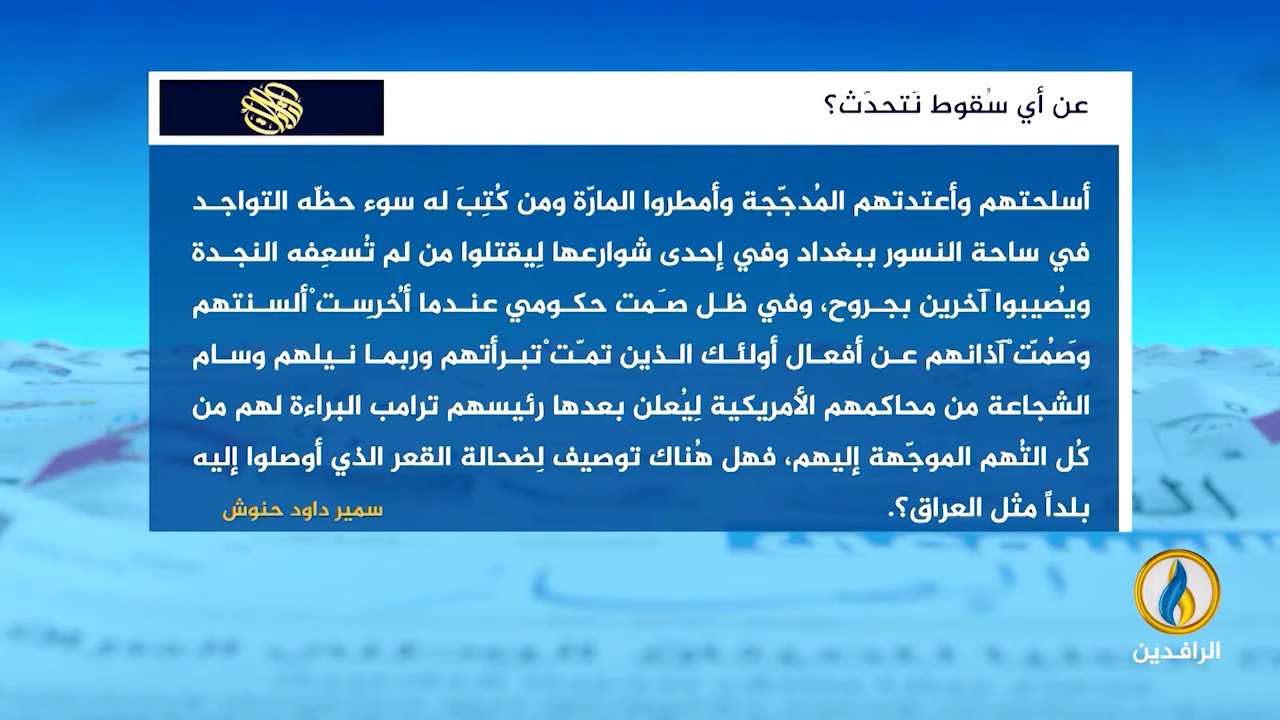 عن أي سُقوط نَتحدّث؟
أسلحتهم وأعتدتهم المُدجّجة وأمطروا المارّة ومن كُتِبَ له سوء حظّه التواجد
في ساحة النسور ببغداد وفي إحدى شوارعها لِيقتلوا من لم تُسعِفه النجدة
ويصُيبوا آخرين بجروح، وفي ظل صَمت حكومي عندما أُخرِستْ ألسنتهم
وصَمُتّْ آذانهم عن أفعال أولئك الذين تمّتْ تبرأتهم وربما نيلهم وسام
الشجاعة من محاكمهم الأمريكية لِيُعلن بعدها رئيسهم ترامب البراءة لهم من
كُل التُهم الموجّهة إليهم، فهل هُناك توصيف لِضحالة القعر الذي أوصلوا إليه
بلداً مثل العراق؟.
سمير داود حنوش
الرافدين